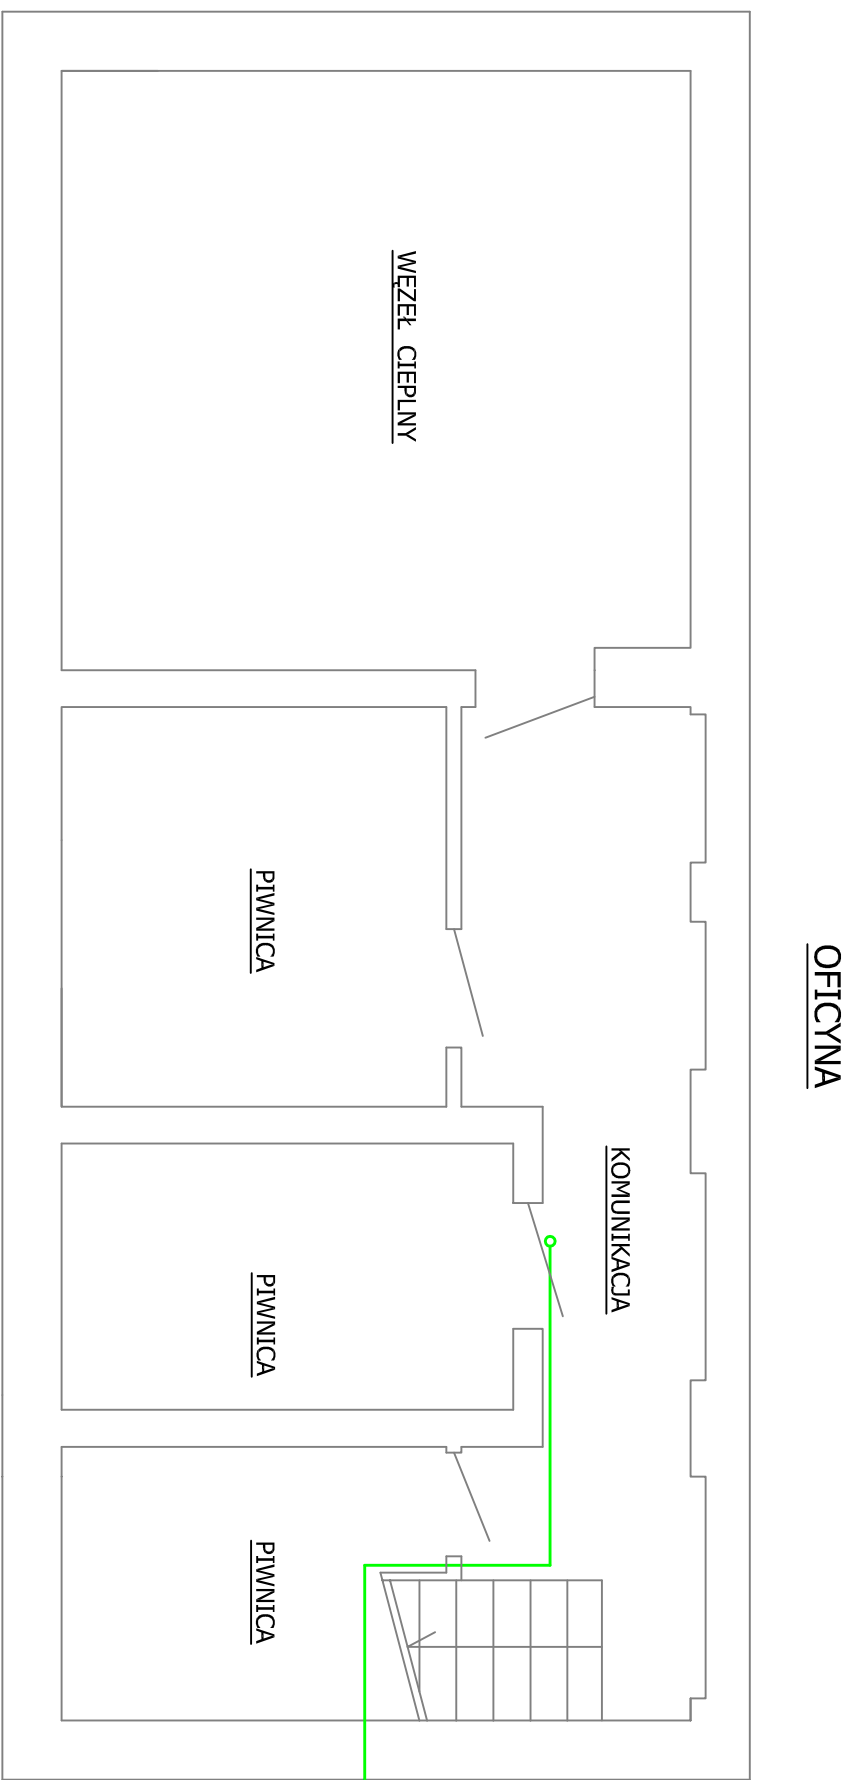 OFICYNA
WĘZEŁ CIEPLNY
KOMUNIKACJA
PIWNICA
PIWNICA
PIWNICA